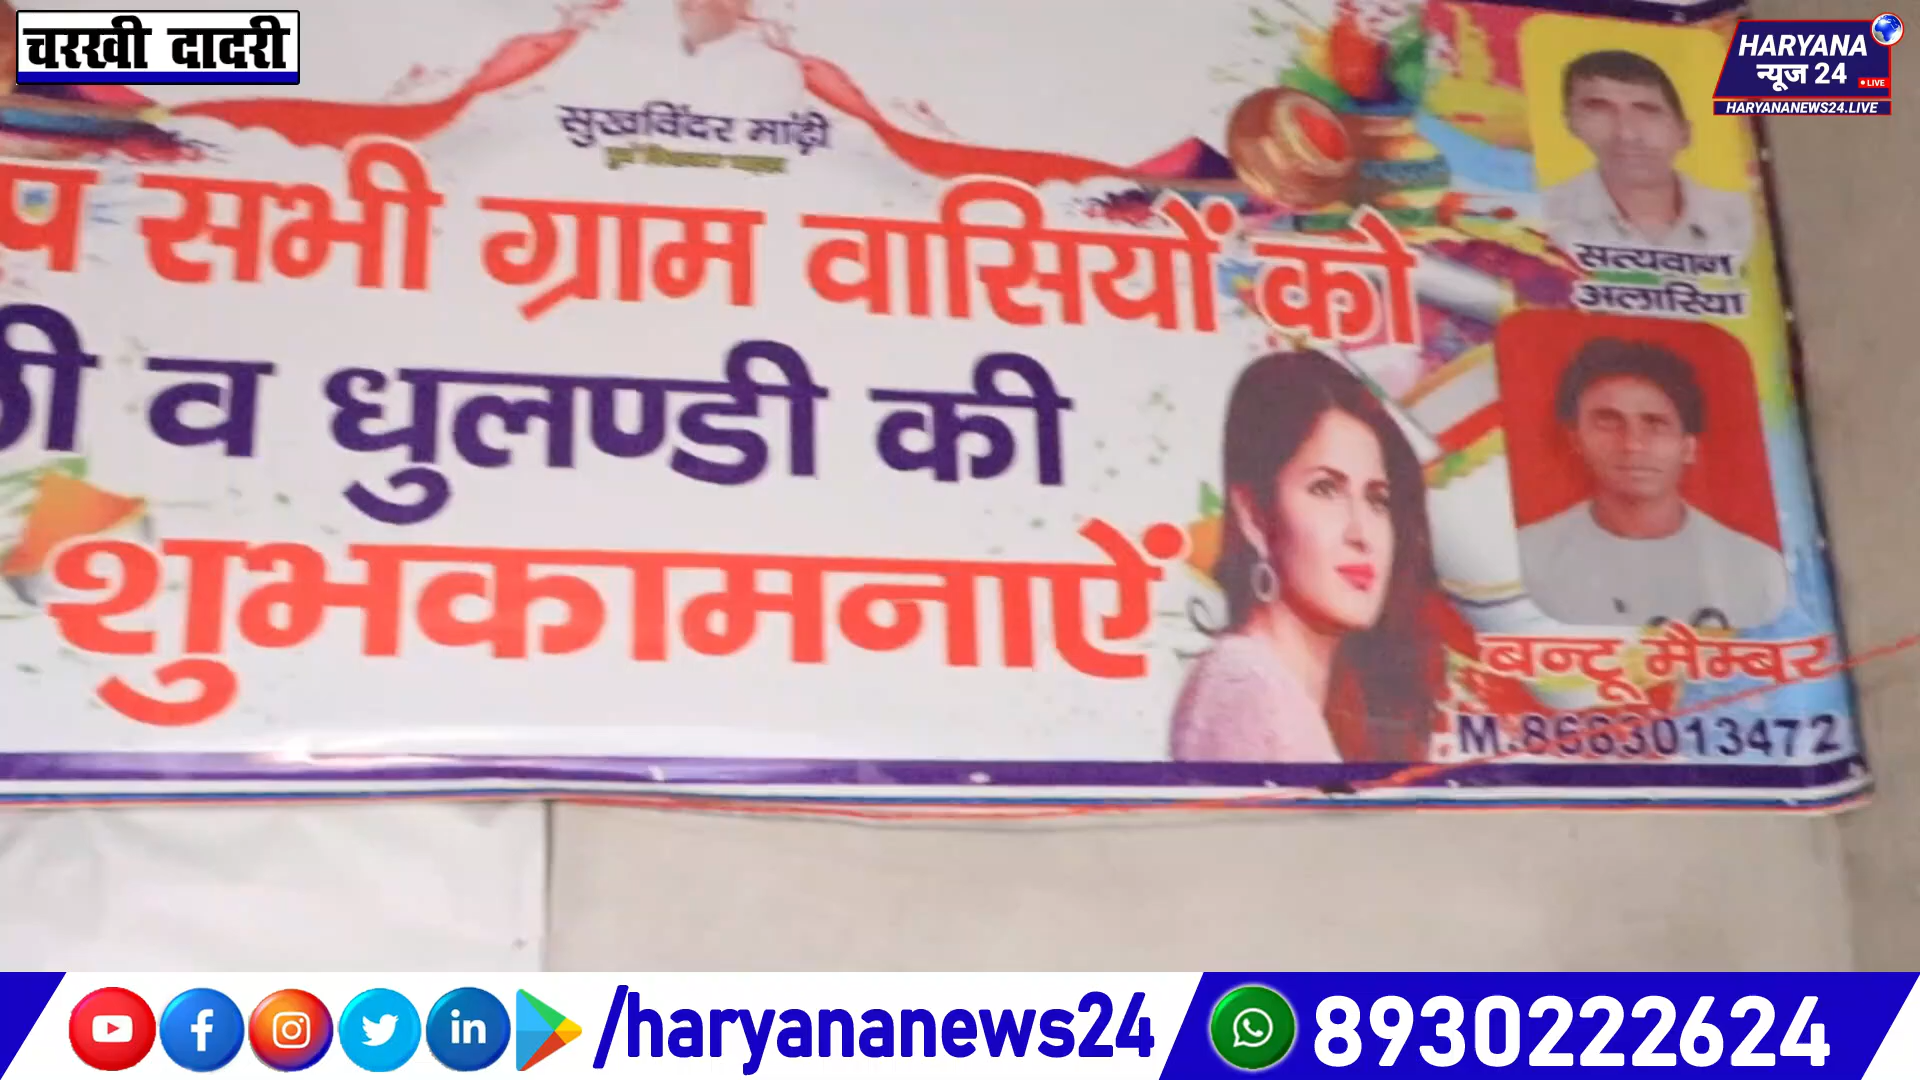 चरखी दादरी
HARYANA
न्यूज 24
LIVE
HARYANANEWS24.LIVE
सुखविंदर मांढ़ी
सभी ग्राम वासियों को
व धुलण्डी की
शुभकामनाऐं
सत्यवान
अलारिया
बन्टू मैम्बर
/haryananews24
8930222624